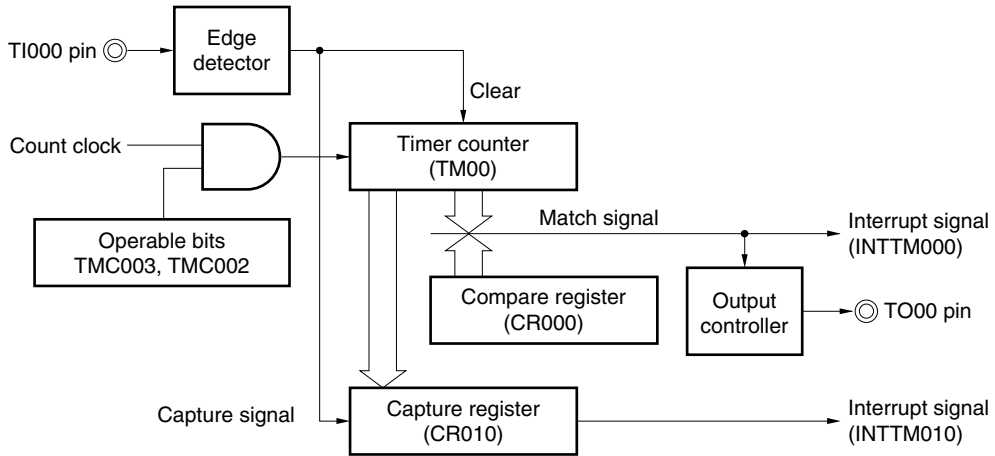 TI000 pin
Edge
detector
Clear
Count clock
Timer counter
(TM00)
Operable bits
TMC003, TMC002
Match signal
Interrupt signal
(INTTM000)
Compare register
(CR000)
Output
controller
TO00 pin
Capture signal
Capture register
(CR010)
Interrupt signal
(INTTM010)